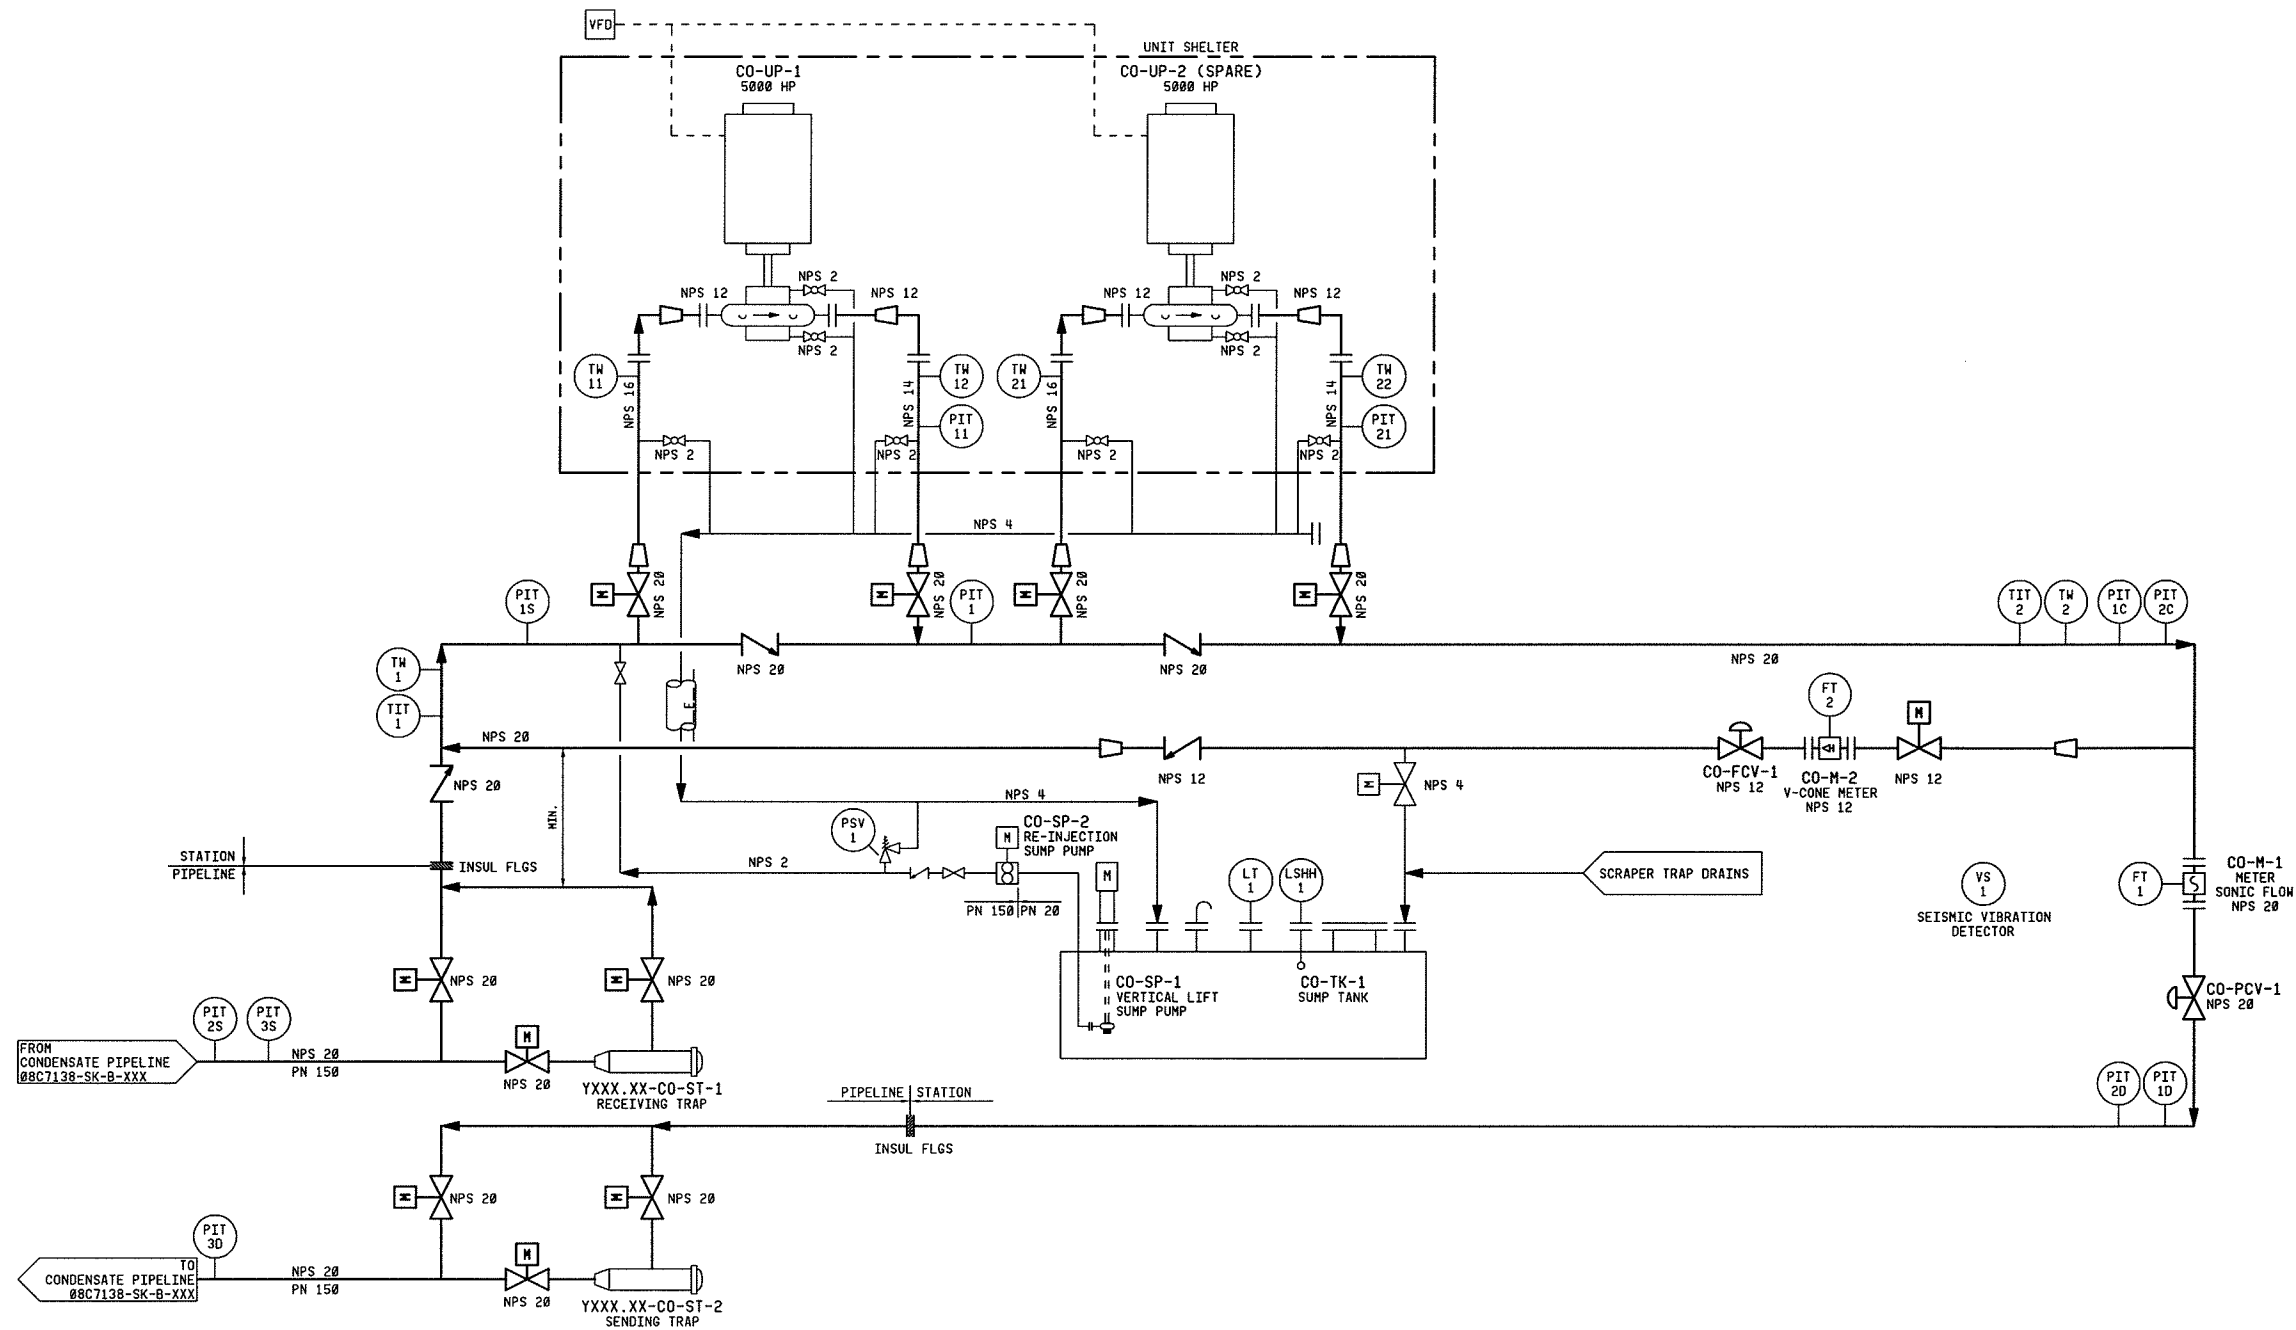 VFD
UNIT SHELTER
CO-UP-1
5000 HP
CO-UP-2 (SPARE)
5000 HP
NPS 2
NPS 12
NPS 12
NPS 2
NPS 2
NPS 12
NPS 12
NPS 2
TW
11
NPS 16
NPS 14
TW
12
PIT
11
TW
21
NPS 16
NPS 14
TW
22
PIT
21
NPS 2
NPS 2
NPS 2
NPS 2
NPS 4
PIT
1S
M
NPS 20
M
NPS 20
PIT
1
M
NPS 20
M
NPS 20
TIT
2
TW
2
PIT
1C
PIT
2C
NPS 20
NPS 20
NPS 20
TW
1
TIT
1
E
FT
2
M
NPS 20
NPS 12
CO-FCV-1
NPS 12
CO-M-2
V-CONE METER
NPS 12
NPS 12
NPS 20
MIN.
M
NPS 4
NPS 4
PSV
1
M
CO-SP-2
RE-INJECTION
SUMP PUMP
STATION
PIPELINE
INSUL FLGS
NPS 2
PN 150
PN 20
M
LT
1
LSHH
1
SCRAPER TRAP DRAINS
VS
1
SEISMIC VIBRATION
DETECTOR
FT
1
CO-M-1
METER
SONIC FLOW
NPS 20
M
NPS 20
M
NPS 20
CO-SP-1
VERTICAL LIFT
SUMP PUMP
CO-TK-1
SUMP TANK
CO-PCV-1
NPS 20
PIT
2S
PIT
3S
FROM
CONDENSATE PIPELINE
08C7138-SK-B-XXX
NPS 20
PN 150
M
NPS 20
YXXX.XX-CO-ST-1
RECEIVING TRAP
PIPELINE
STATION
INSUL FLGS
PIT
2D
PIT
1D
M
NPS 20
M
NPS 20
PIT
3D
TO
CONDENSATE PIPELINE
08C7138-SK-B-XXX
NPS 20
PN 150
M
NPS 20
YXXX.XX-CO-ST-2
SENDING TRAP